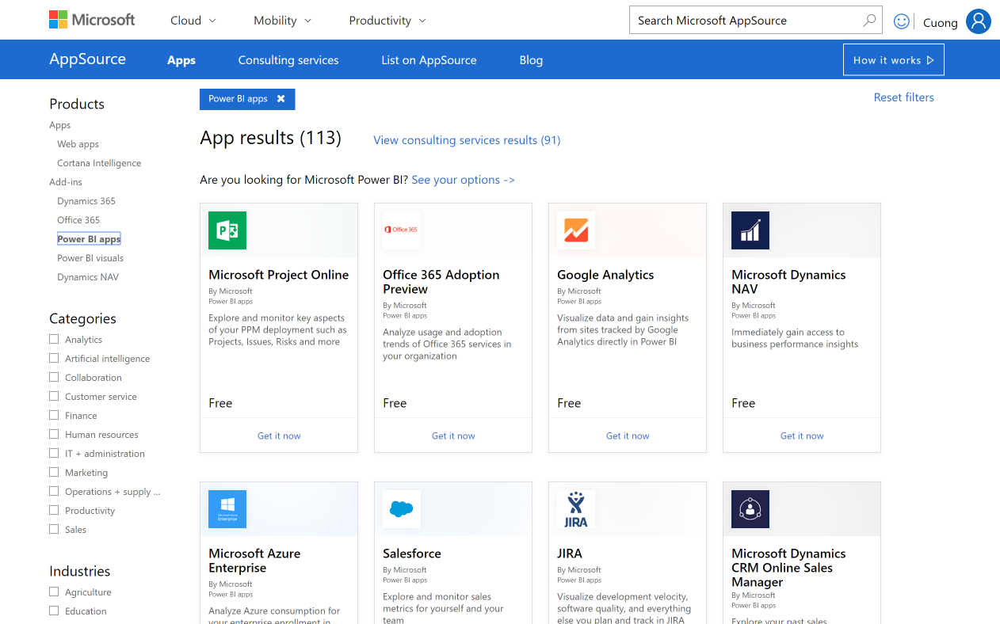 Microsoft
Cloud
Mobility
Productivity
Search Microsoft AppSource
Cuong
AppSource
Apps
Consulting services
List on AppSource
Blog
How it works
Products
Apps
Web apps
Cortana Intelligence
Add-ins
Dynamics 365
Office 365
Power BI apps
Power BI visuals
Dynamics NAV
Categories
Analytics
Artificial intelligence
Collaboration
Customer service
Finance
Human resources
IT + administration
Marketing
Operations + supply ...
Productivity
Sales
Industries
Agriculture
Education
Power BI apps
Reset filters
App results (113)
View consulting services results (91)
Are you looking for Microsoft Power BI? See your options ->
Microsoft Project Online
By Microsoft
Power BI apps
Explore and monitor key aspects
of your PPM deployment such as
Projects, Issues, Risks and more
Free
Get it now
Office 365
Office 365 Adoption
Preview
By Microsoft
Power BI apps
Analyze usage and adoption
trends of Office 365 services in
your organization
Free
Get it now
Google Analytics
By Microsoft
Power BI apps
Visualize data and gain insights
from sites tracked by Google
Analytics directly in Power BI
Free
Get it now
Microsoft Dynamics
NAV
By Microsoft
Power BI apps
Immediately gain access to
business performance insights
Free
Get it now
Microsoft Azure
Enterprise
Microsoft Azure
Enterprise
By Microsoft
Power BI apps
Analyze Azure consumption for
your enterprise enrollment in
Salesforce
By Microsoft
Power BI apps
Explore and monitor sales
metrics for yourself and your
team
JIRA
JIRA
By Microsoft
Power BI apps
Visualize development velocity,
software quality, and everything
else you plan and track in JIRA
Microsoft Dynamics
CRM Online Sales
Manager
By Microsoft
Power BI apps
Explore your past sales